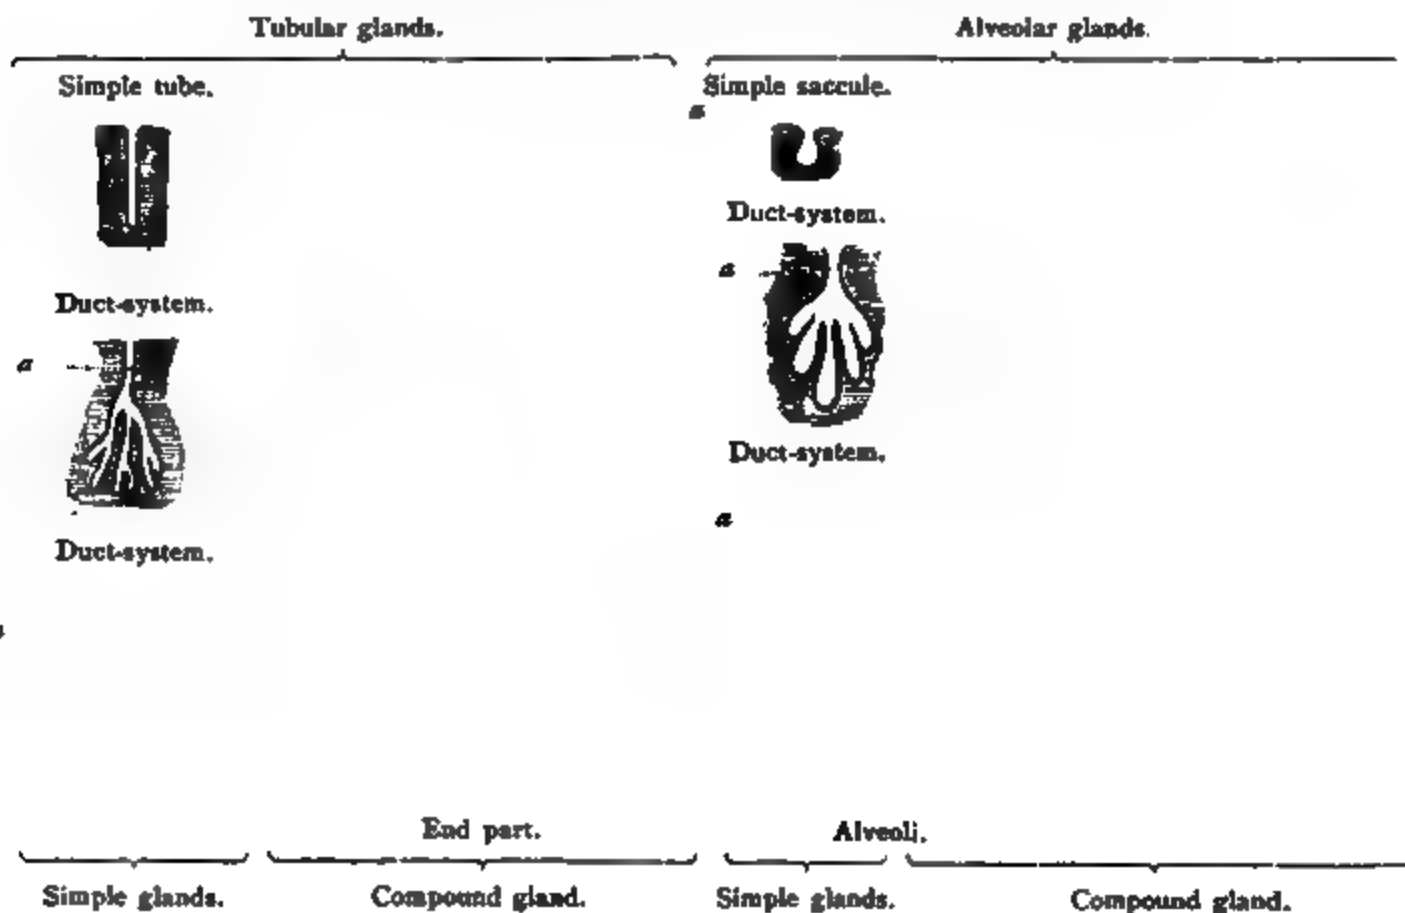 Tubular glands.
Alveolar glands.
Simple tube.
Simple saccule.
a
Duct-system.
a
Duct-system.
a
Duct-system.
a
Duct-system.
End part.
Alveoli.
Simple glands.
Compound gland.
Simple glands.
Compound gland.